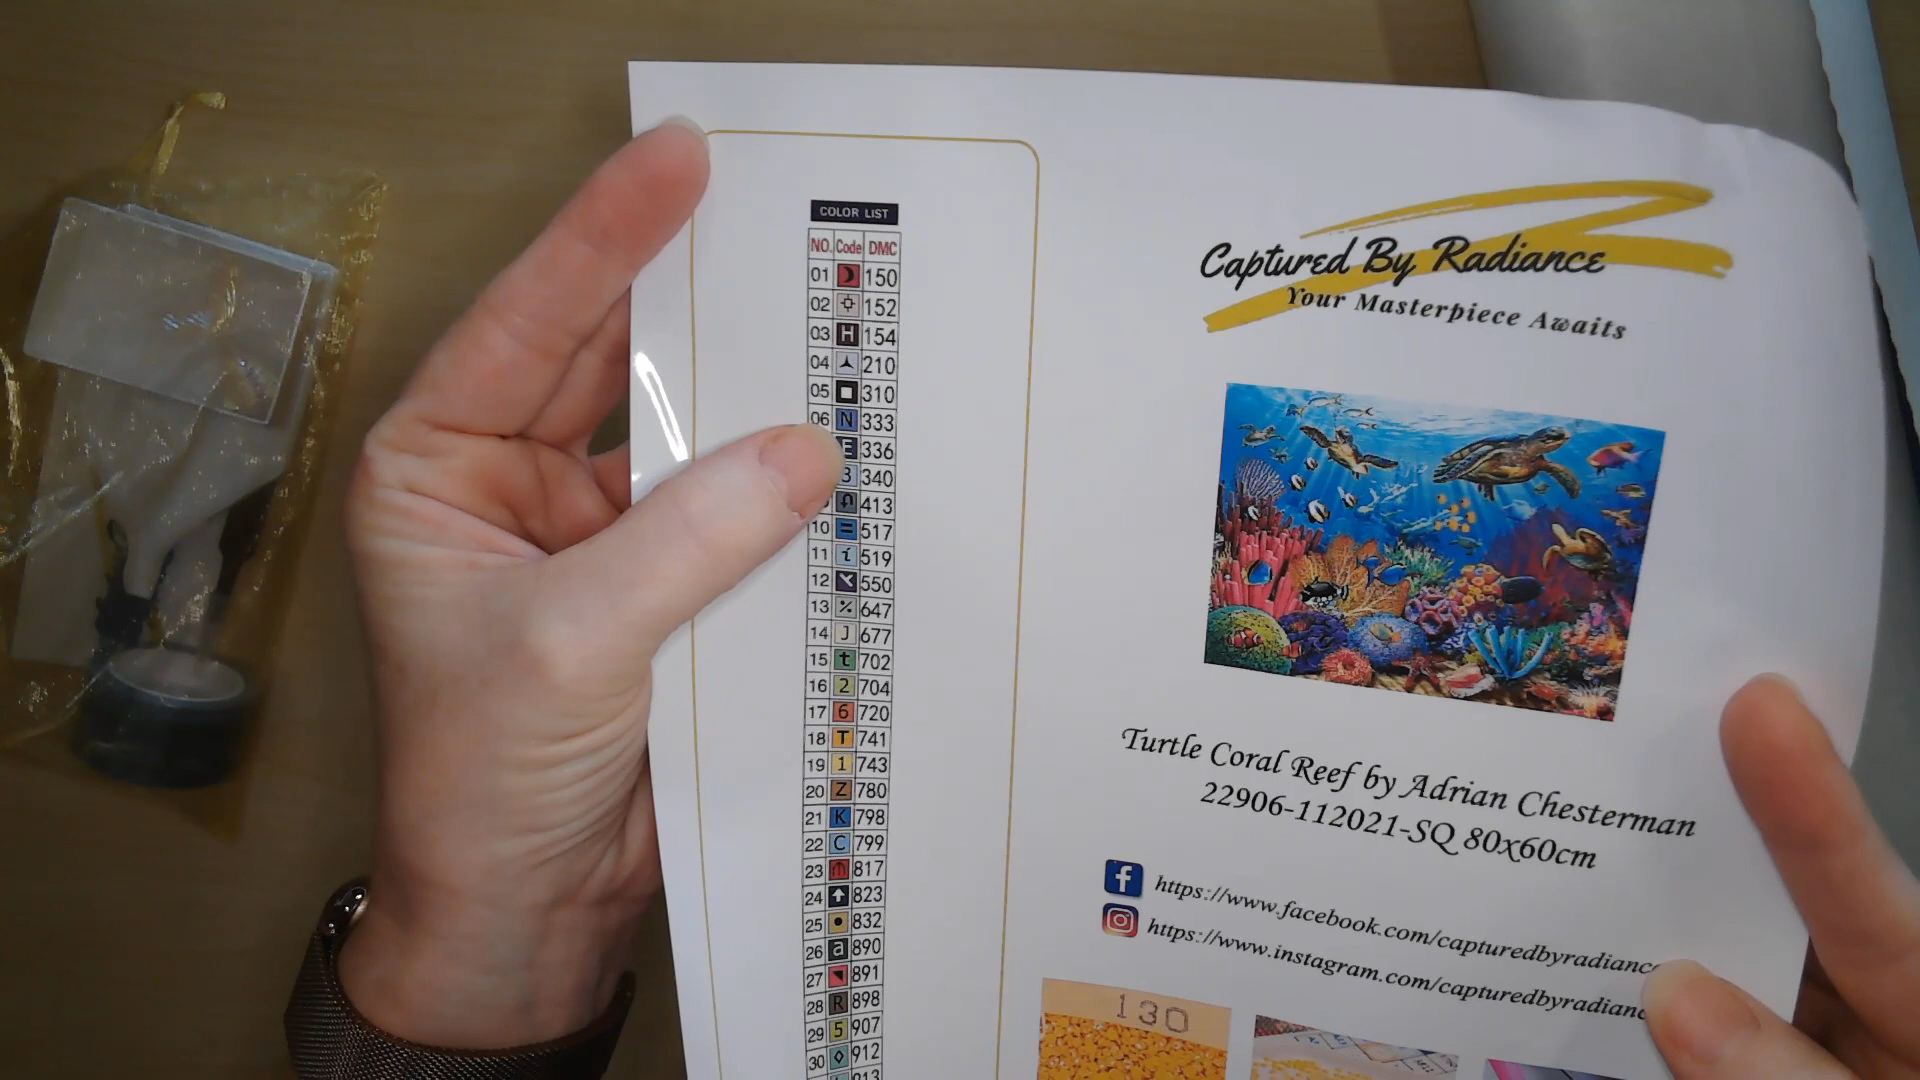 COLOR LIST
NO. Code DMC
01 150
02 152
03 H 154
04 210
05 310
06 N 333
E 336
3 340
413
10 = 517
11 i 519
12 550
13 647
14 J 677
15 t 702
16 2 704
17 6 720
18 T 741
19 1 743
20 Z 780
21 K 798
22 C 799
23 m 817
24 823
25 832
26 a 890
27 891
28 R 898
29 5 907
30 912
913
Captured By Radiance
Your Masterpiece Awaits
Turtle Coral Reef by Adrian Chesterman
22906-112021-SQ 80x60cm
https://www.facebook.com/capturedbyradiance
https://www.instagram.com/capturedbyradianc
130